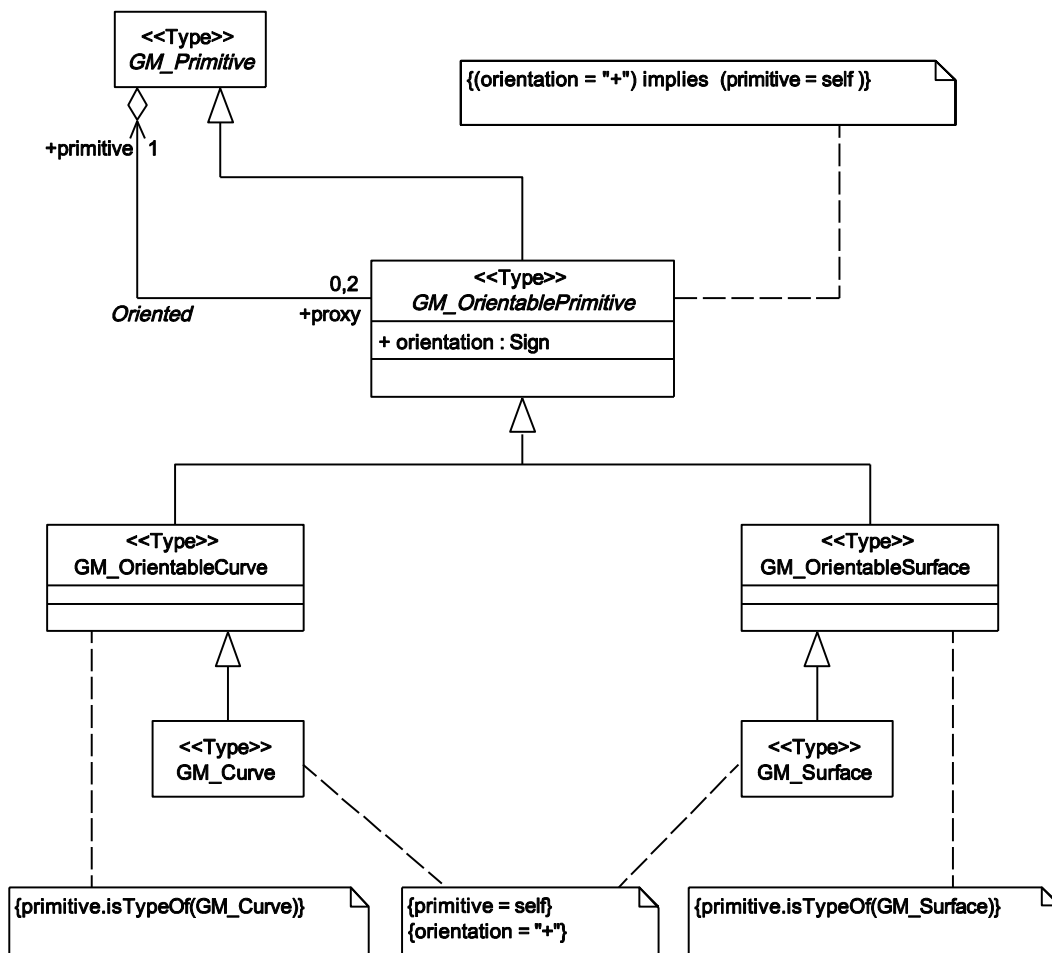 <<Type>>
GM_Primitive
{(orientation = "+") implies (primitive = self )}
+primitive 1
0,2
Oriented
+proxy
<<Type>>
GM_OrientablePrimitive
+ orientation : Sign
<<Type>>
GM_OrientableCurve
<<Type>>
GM_OrientableSurface
<<Type>>
GM_Curve
<<Type>>
GM_Surface
{primitive.isTypeOf(GM_Curve)}
{primitive = self}
{orientation = "+"}
{primitive.isTypeOf(GM_Surface)}